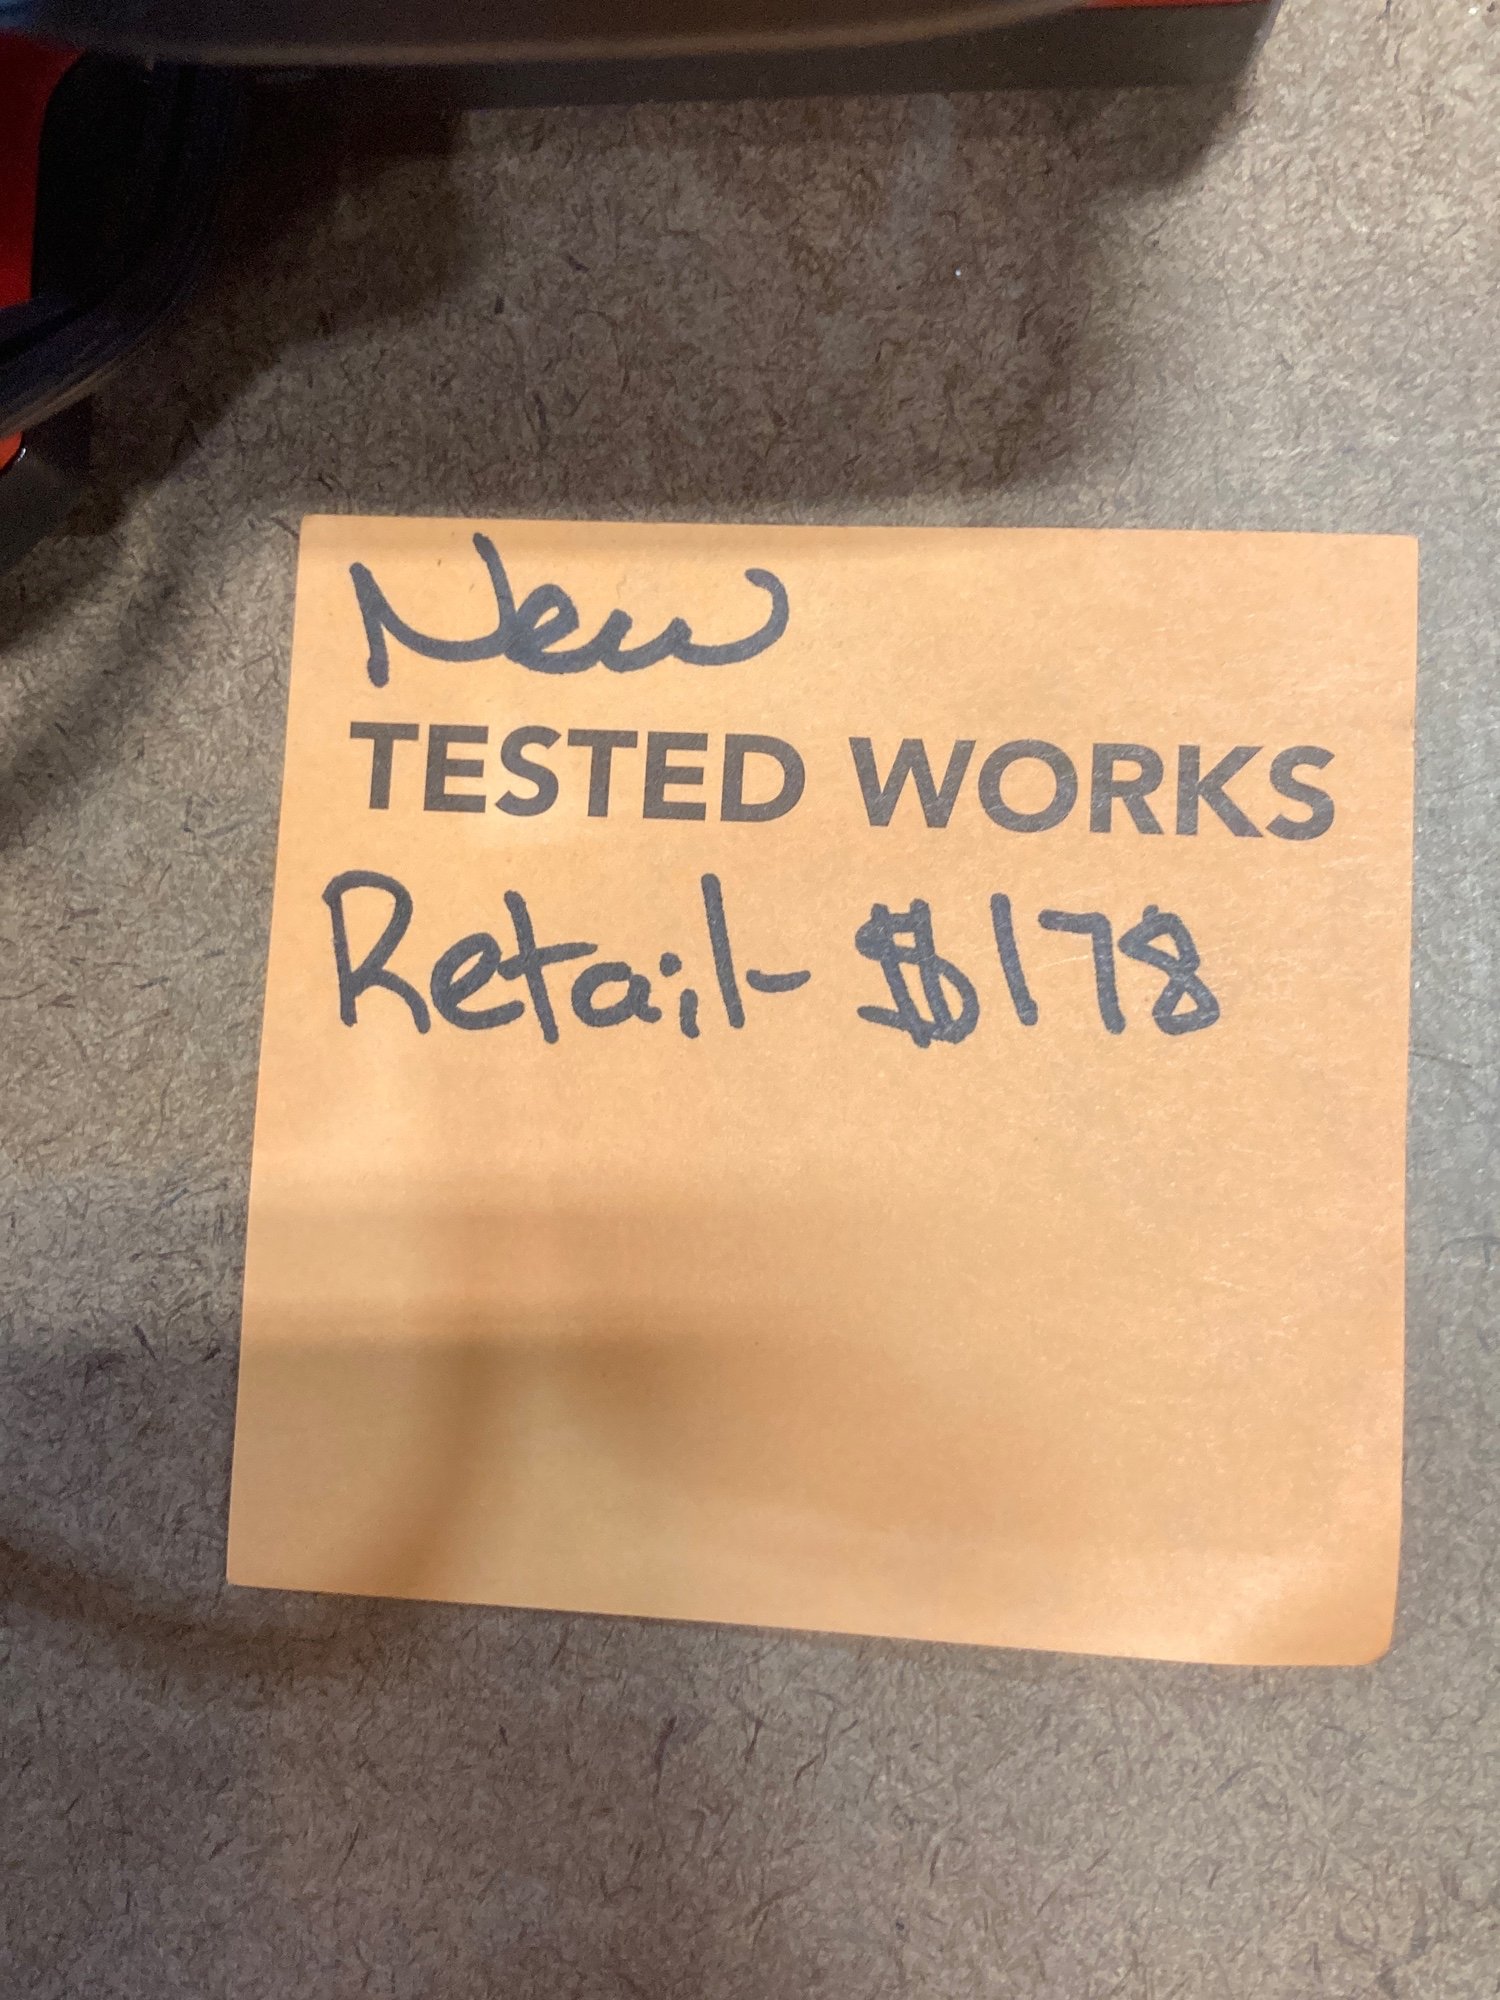 New
TESTED WORKS
Retail- $178